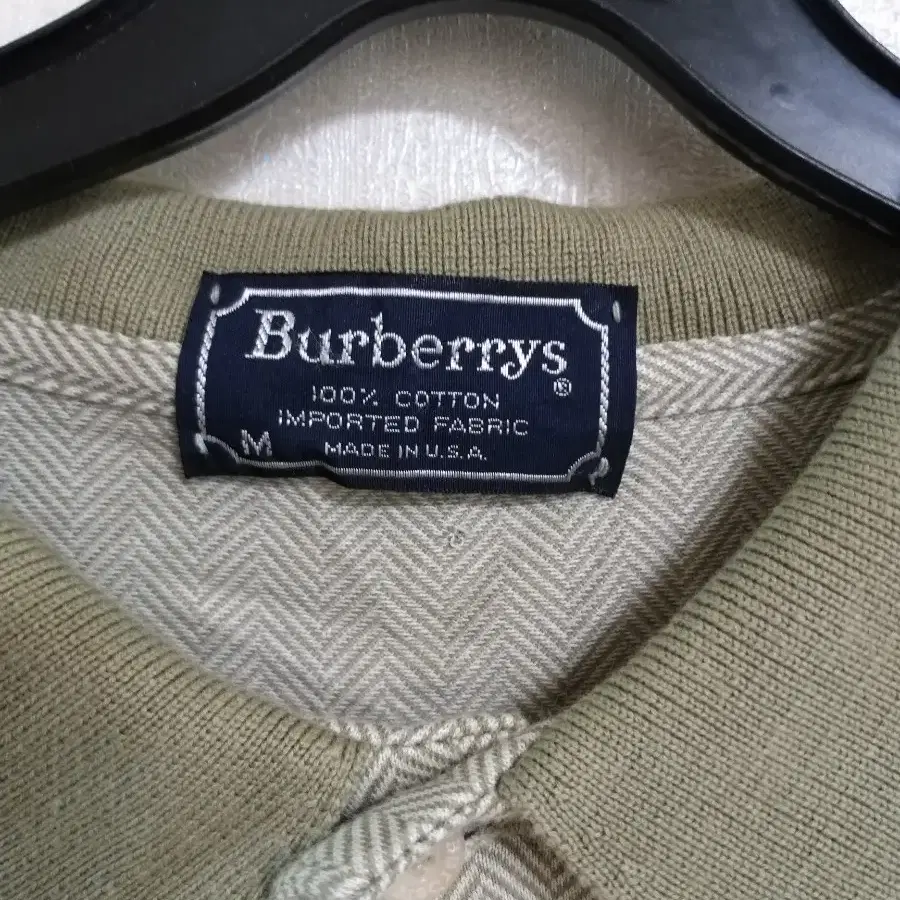 Burberrys
®
100% COTTON
IMPORTED FABRIC
M MADE IN U.S.A.